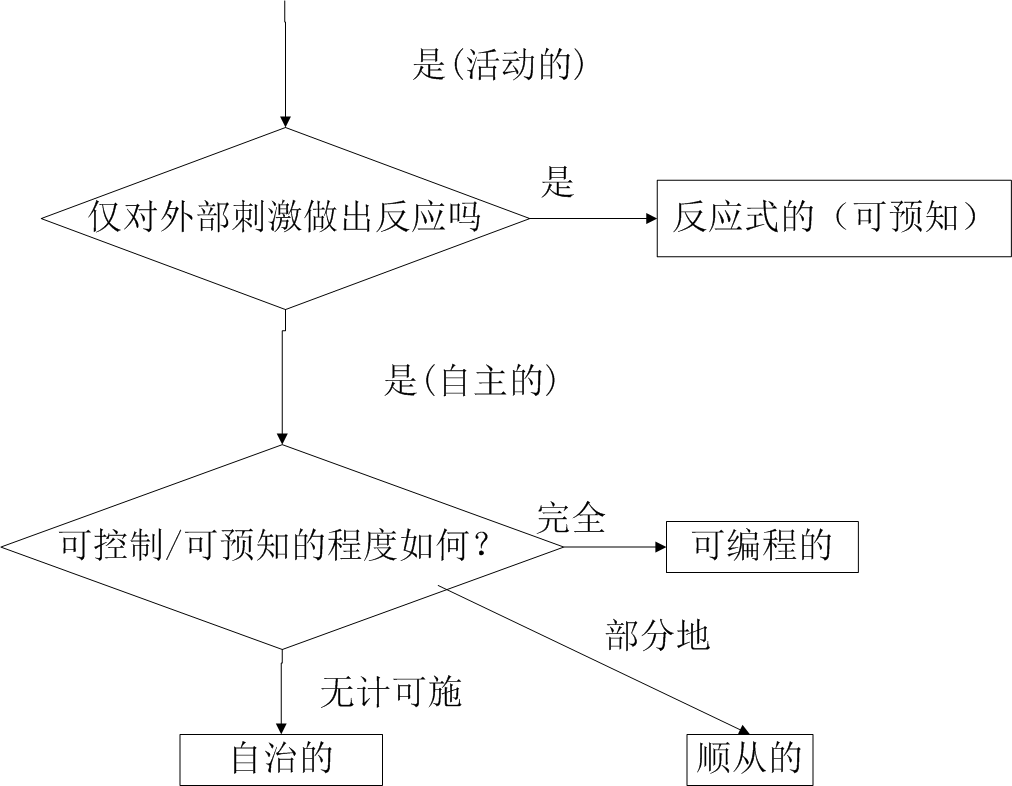 是(活动的)
是
仅对外部刺激做出反应吗
反应式的（可预知）
是(自主的)
完全
可控制/可预知的程度如何?
可编程的
部分地
无计可施
自治的
顺从的